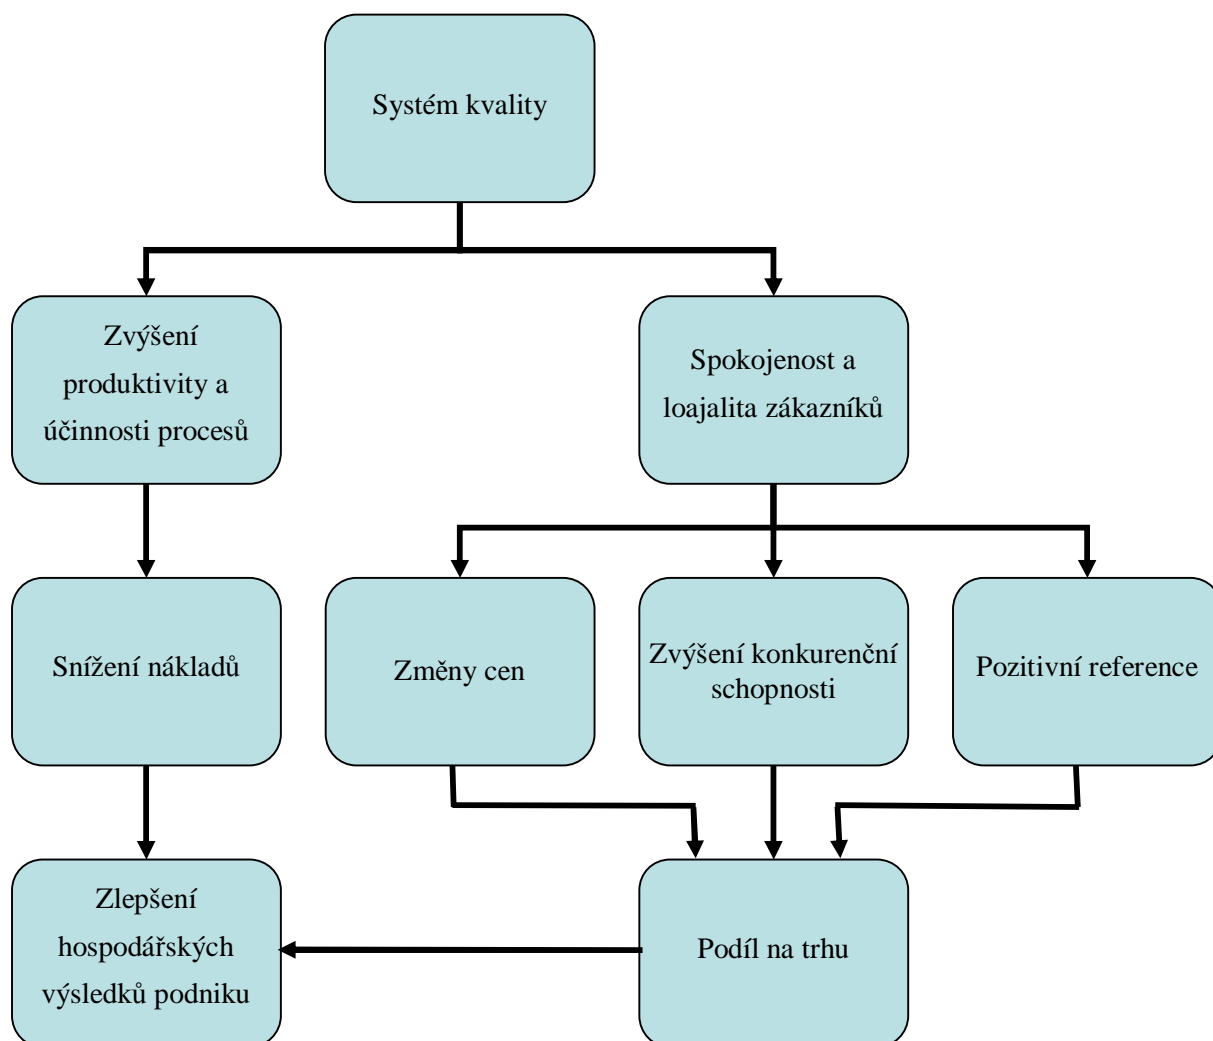 Systém kvality
Zvýšení
produktivity a
účinnosti procesů
Spokojenost a
loajalita zákazníků
Snížení nákladů
Změny cen
Zvýšení konkurenční
schopnosti
Pozitivní reference
Zlepšení
hospodářských
výsledků podniku
Podíl na trhu